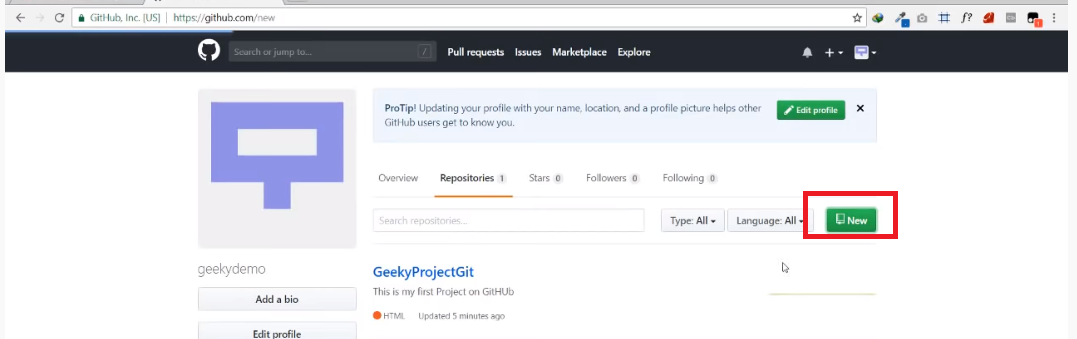 GitHub, Inc. [US] | https://github.com/new
f?
Search or jump to... /
Pull requests Issues Marketplace Explore
ProTip! Updating your profile with your name, location, and a profile picture helps other
GitHub users get to know you.
Edit profile
Overview Repositories 1 Stars 0 Followers 0 Following 0
Search repositories... Type: All Language: All New
geekydemo
Add a bio
Edit profile
GeekyProjectGit
This is my first Project on GitHUb
HTML Updated 5 minutes ago